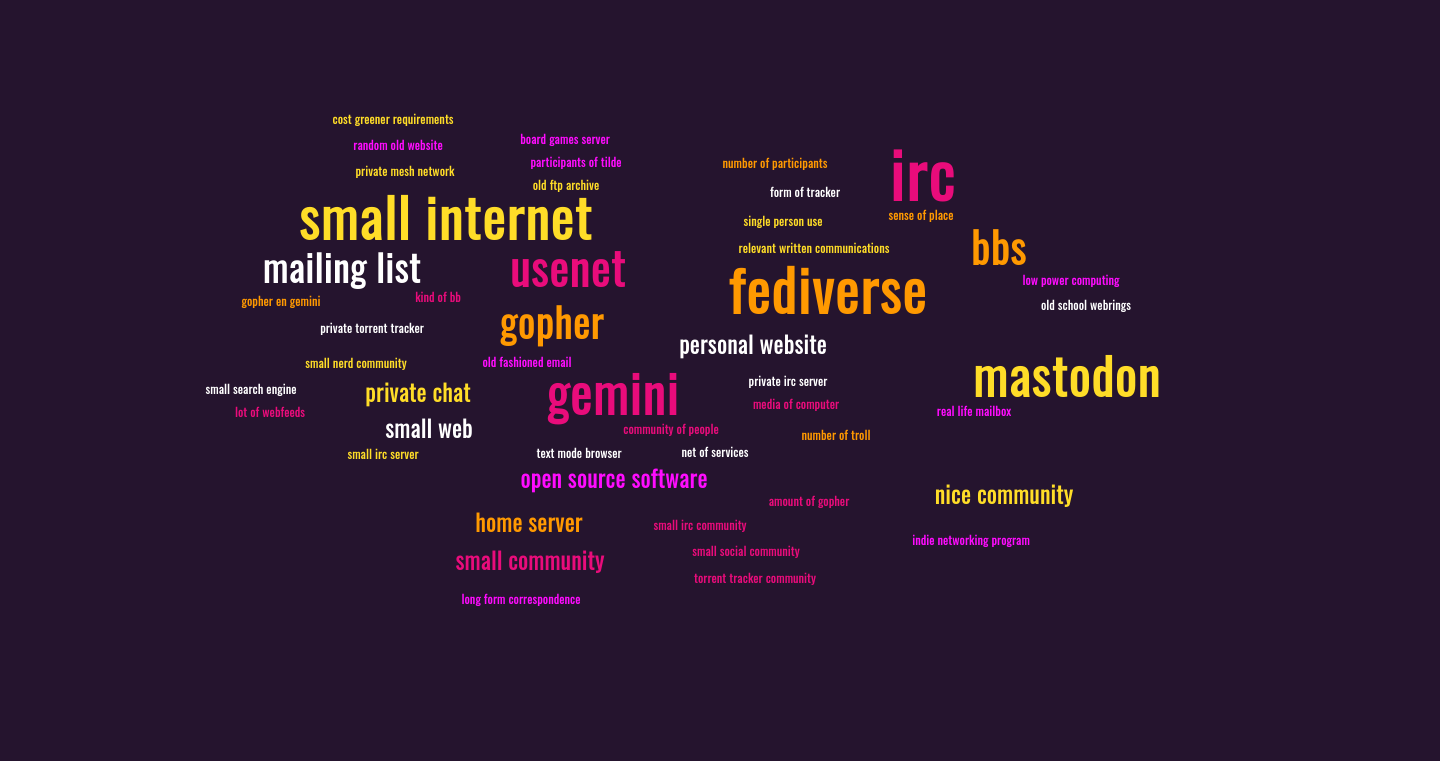 cost greener requirements
random old website
board games server
private mesh network
participants of tilde
old ftp archive
number of participants
irc
form of tracker
small internet
single person use
sense of place
relevant written communications
bbs
mailing list
usenet
low power computing
fediverse
gopher en gemini
kind of bb
old school webrings
private torrent tracker
gopher
personal website
small nerd community
old fashioned email
mastodon
small search engine
private chat
gemini
private irc server
lot of webfeeds
media of computer
real life mailbox
small web
community of people
number of troll
small irc server
text mode browser
net of services
open source software
nice community
amount of gopher
home server
small irc community
indie networking program
small community
small social community
torrent tracker community
long form correspondence